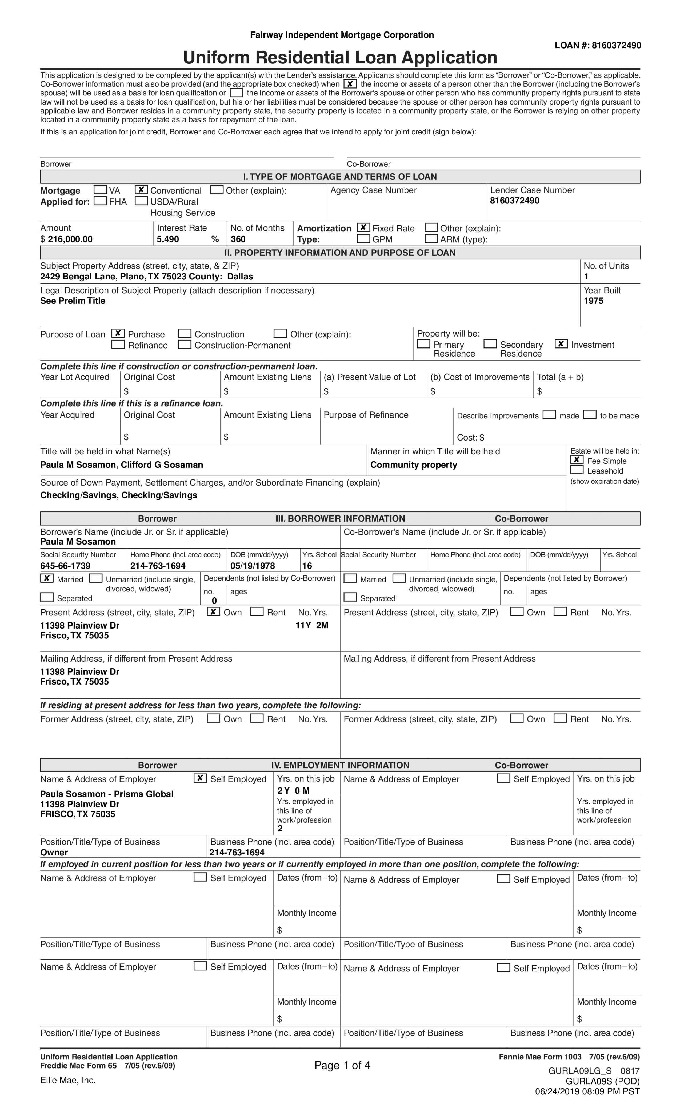 Fairway Independent Mortgage Corporation
LOAN #: 8160372490
Uniform Residential Loan Application
This application is designed to be completed by the applicant(s) with the Lender's assistance. Applicants should complete this form as "Borrower" or "Co-Borrower," as applicable.
Co-Borrower information must also be provided (and the appropriate box checked) when [X] the income or assets of a person other than the Borrower (including the Borrower's
spouse) will be used as a basis for loan qualification or [ ] the income or assets of the Borrower's spouse or other person who has community property rights pursuant to state
law will not be used as a basis for loan qualification, but his or her liabilities must be considered because the spouse or other person has community property rights pursuant to
applicable law and Borrower resides in a community property state, the security property is located in a community property state, or the Borrower is relying on other property
located in a community property state as a basis for repayment of the loan.
If this is an application for joint credit, Borrower and Co-Borrower each agree that we intend to apply for joint credit (sign below):
Borrower Co-Borrower
I. TYPE OF MORTGAGE AND TERMS OF LOAN
Mortgage [ ] VA [X] Conventional [ ] Other (explain): Agency Case Number Lender Case Number
Applied for: [ ] FHA [ ] USDA/Rural 8160372490
Housing Service
Amount Interest Rate No. of Months Amortization [X] Fixed Rate [ ] Other (explain):
$ 216,000.00 5.490 % 360 Type: [ ] GPM [ ] ARM (type):
II. PROPERTY INFORMATION AND PURPOSE OF LOAN
Subject Property Address (street, city, state, & ZIP) No. of Units
2429 Bengal Lane, Plano, TX 75023 County: Dallas 1
Legal Description of Subject Property (attach description if necessary) Year Built
See Prelim Title 1975
Purpose of Loan [X] Purchase [ ] Construction [ ] Other (explain): Property will be:
[ ] Refinance [ ] Construction-Permanent [ ] Primary Residence [ ] Secondary Residence [X] Investment
Complete this line if construction or construction-permanent loan.
Year Lot Acquired Original Cost Amount Existing Liens (a) Present Value of Lot (b) Cost of Improvements Total (a + b)
$ $ $ $ $
Complete this line if this is a refinance loan.
Year Acquired Original Cost Amount Existing Liens Purpose of Refinance Describe Improvements [ ] made [ ] to be made
$ $ Cost: $
Title will be held in what Name(s) Manner in which Title will be held Estate will be held in:
Paula M Sosamon, Clifford G Sosaman Community property [X] Fee Simple
[ ] Leasehold
Source of Down Payment, Settlement Charges, and/or Subordinate Financing (explain) (show expiration date)
Checking/Savings, Checking/Savings
Borrower III. BORROWER INFORMATION Co-Borrower
Borrower's Name (include Jr. or Sr. if applicable) Co-Borrower's Name (include Jr. or Sr. if applicable)
Paula M Sosamon
Social Security Number Home Phone (incl. area code) DOB (mm/dd/yyyy) Yrs. School Social Security Number Home Phone (incl. area code) DOB (mm/dd/yyyy) Yrs. School
645-66-1739 214-763-1694 05/19/1978 16
[X] Married [ ] Unmarried (include single, divorced, widowed) Dependents (not listed by Co-Borrower) [ ] Married [ ] Unmarried (include single, divorced, widowed) Dependents (not listed by Borrower)
[ ] Separated no. 0 ages [ ] Separated no. ages
Present Address (street, city, state, ZIP) [X] Own [ ] Rent No. Yrs. Present Address (street, city, state, ZIP) [ ] Own [ ] Rent No. Yrs.
11398 Plainview Dr 11Y 2M
Frisco, TX 75035
Mailing Address, if different from Present Address Mailing Address, if different from Present Address
11398 Plainview Dr
Frisco, TX 75035
If residing at present address for less than two years, complete the following:
Former Address (street, city, state, ZIP) [ ] Own [ ] Rent No. Yrs. Former Address (street, city, state, ZIP) [ ] Own [ ] Rent No. Yrs.
Borrower IV. EMPLOYMENT INFORMATION Co-Borrower
Name & Address of Employer [X] Self Employed Yrs. on this job Name & Address of Employer [ ] Self Employed Yrs. on this job
2 Y 0 M
Paula Sosamon - Prisma Global Yrs. employed in this line of work/profession Yrs. employed in this line of work/profession
11398 Plainview Dr
FRISCO, TX 75035
2
Position/Title/Type of Business Business Phone (incl. area code) Position/Title/Type of Business Business Phone (incl. area code)
Owner 214-763-1694
If employed in current position for less than two years or if currently employed in more than one position, complete the following:
Name & Address of Employer [ ] Self Employed Dates (from–to) Name & Address of Employer [ ] Self Employed Dates (from–to)
Monthly Income Monthly Income
$ $
Position/Title/Type of Business Business Phone (incl. area code) Position/Title/Type of Business Business Phone (incl. area code)
Name & Address of Employer [ ] Self Employed Dates (from–to) Name & Address of Employer [ ] Self Employed Dates (from–to)
Monthly Income Monthly Income
$ $
Position/Title/Type of Business Business Phone (incl. area code) Position/Title/Type of Business Business Phone (incl. area code)
Uniform Residential Loan Application Fannie Mae Form 1003 7/05 (rev.6/09)
Freddie Mac Form 65 7/05 (rev.6/09) Page 1 of 4
GURLA09LG_S 0817
Ellie Mae, Inc. GURLA09S (POD)
06/24/2019 08:09 PM PST